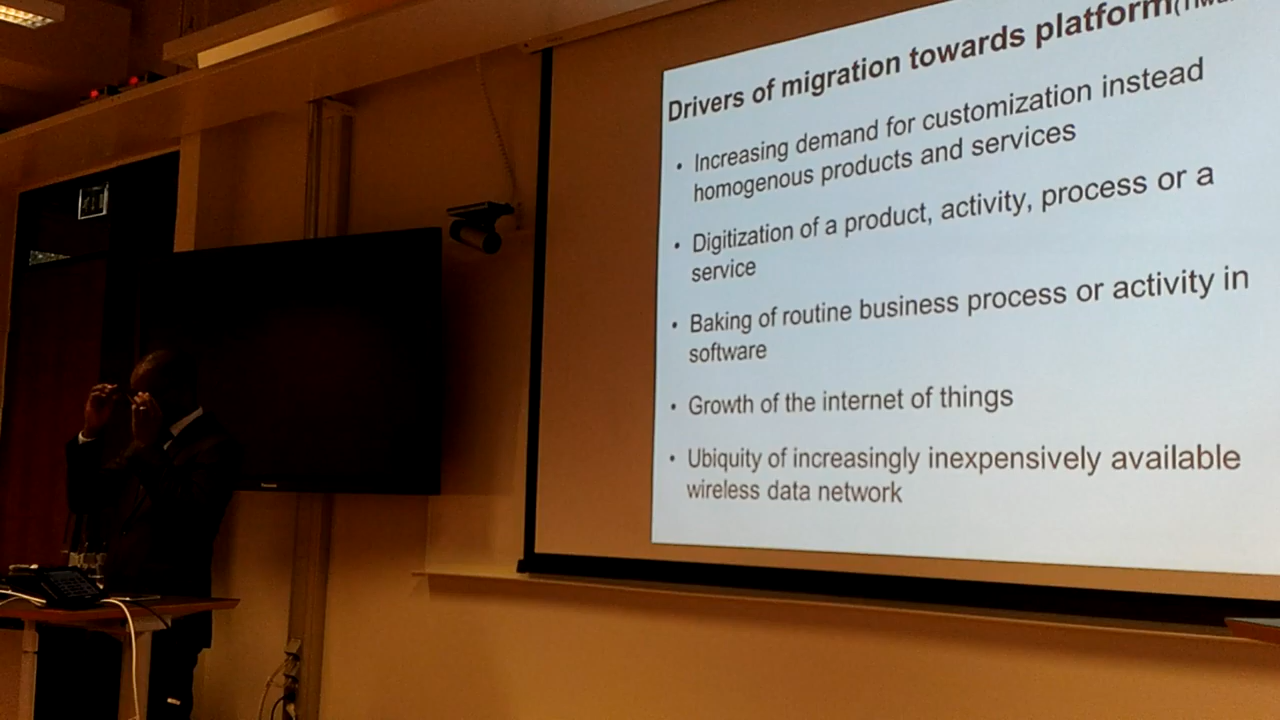 Drivers of migration towards platform
• Increasing demand for customization instead
homogenous products and services
• Digitization of a product, activity, process or a
service
• Baking of routine business process or activity in
software
• Growth of the internet of things
• Ubiquity of increasingly inexpensively available
wireless data network
Panasonic